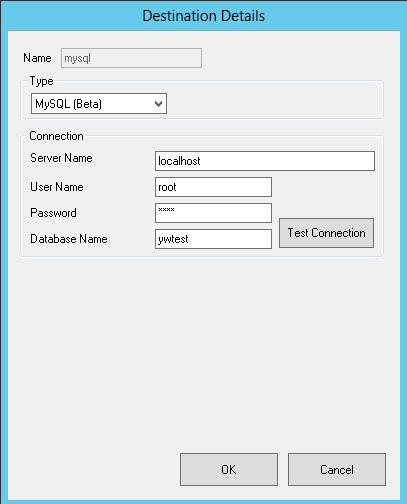 Destination Details
Name mysql
Type
MySQL (Beta)
Connection
Server Name localhost
User Name root
Password ****
Database Name ywtest
Test Connection
OK Cancel